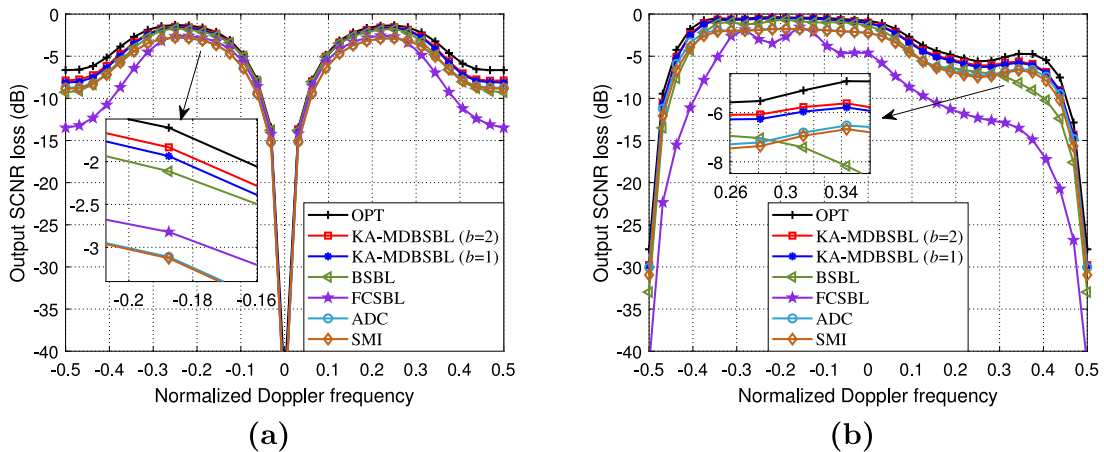 0
-5
-10
-15
-20
-25
-30
-35
-40
Output SCNR loss (dB)
-2
-2.5
-3
-0.2 -0.18 -0.16
OPT
KA-MDBSBL (b=2)
KA-MDBSBL (b=1)
BSBL
FCSBL
ADC
SMI
-0.5 -0.4 -0.3 -0.2 -0.1 0 0.1 0.2 0.3 0.4 0.5
Normalized Doppler frequency
(a)
0
-5
-10
-15
-20
-25
-30
-35
-40
Output SCNR loss (dB)
-6
-8
0.26 0.3 0.34
OPT
KA-MDBSBL (b=2)
KA-MDBSBL (b=1)
BSBL
FCSBL
ADC
SMI
-0.5 -0.4 -0.3 -0.2 -0.1 0 0.1 0.2 0.3 0.4 0.5
Normalized Doppler frequency
(b)